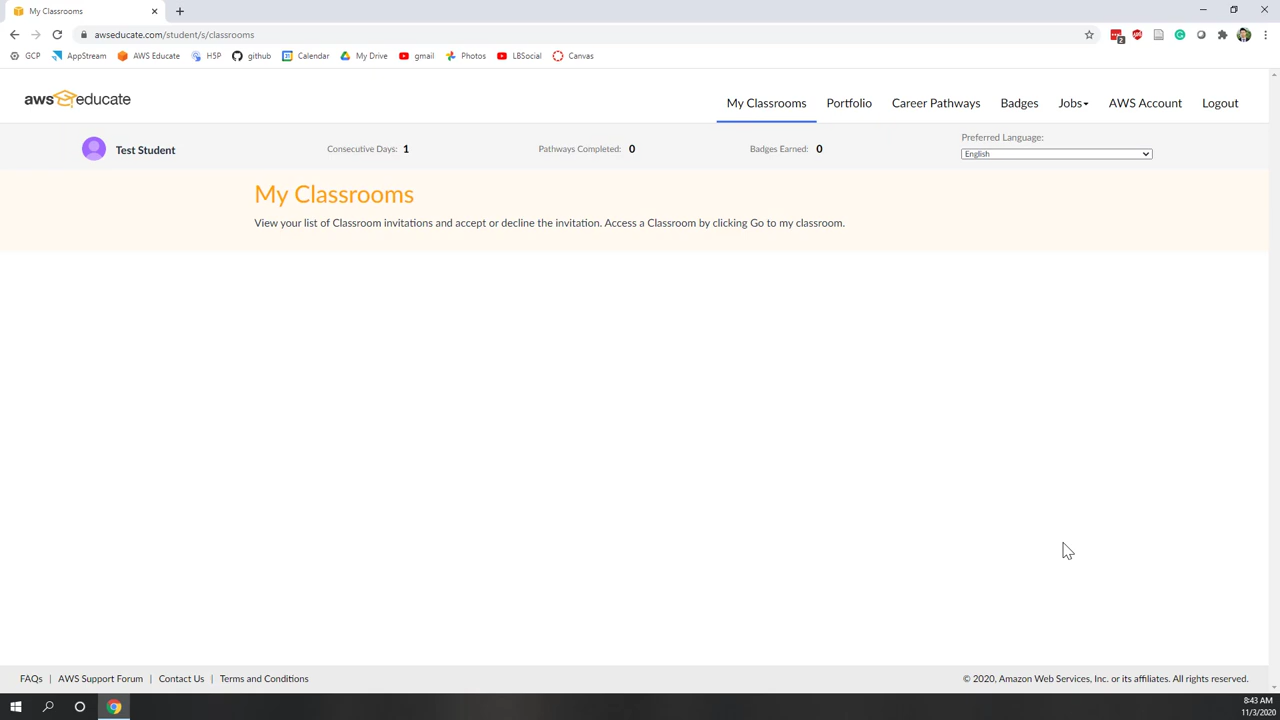 My Classrooms
awseducate.com/student/s/classrooms
2
GCP AppStream AWS Educate H5P github Calendar My Drive gmail Photos LBSocial Canvas
aws educate
My Classrooms Portfolio Career Pathways Badges Jobs AWS Account Logout
Test Student Consecutive Days: 1 Pathways Completed: 0 Badges Earned: 0
Preferred Language:
English
My Classrooms
View your list of Classroom invitations and accept or decline the invitation. Access a Classroom by clicking Go to my classroom.
FAQs | AWS Support Forum | Contact Us | Terms and Conditions © 2020, Amazon Web Services, Inc. or its affiliates. All rights reserved.
8:43 AM
11/3/2020